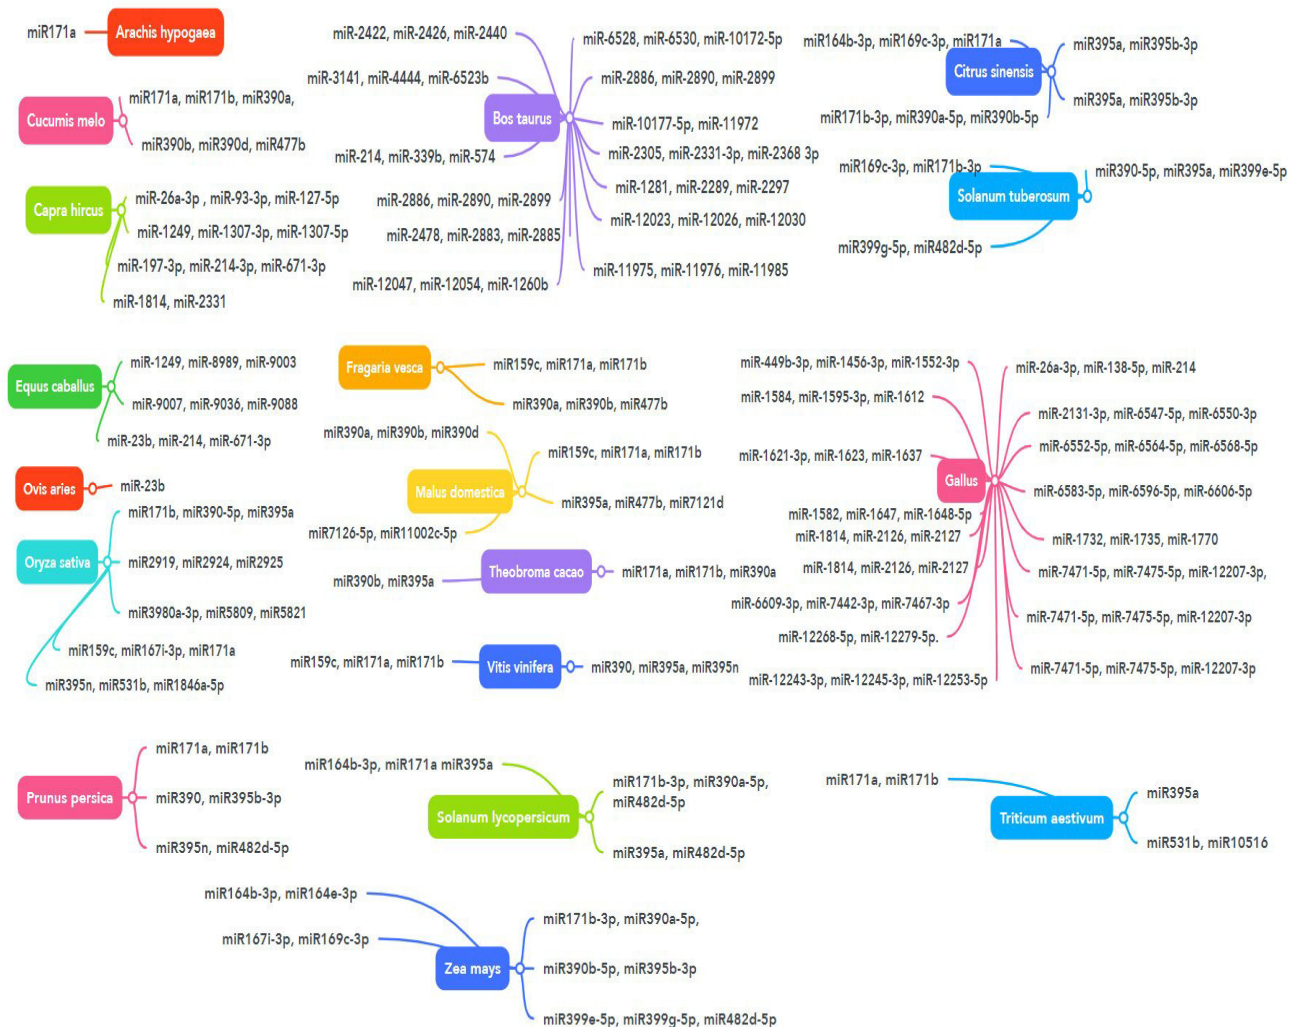 miR171a
Arachis hypogaea
Cucumis melo
miR171a, miR171b, miR390a,
miR390b, miR390d, miR477b
Capra hircus
miR-26a-3p , miR-93-3p, miR-127-5p
miR-1249, miR-1307-3p, miR-1307-5p
miR-197-3p, miR-214-3p, miR-671-3p
miR-1814, miR-2331
miR-2422, miR-2426, miR-2440
miR-3141, miR-4444, miR-6523b
Bos taurus
miR-214, miR-339b, miR-574
miR-2886, miR-2890, miR-2899
miR-2478, miR-2883, miR-2885
miR-12047, miR-12054, miR-1260b
miR-6528, miR-6530, miR-10172-5p
miR-2886, miR-2890, miR-2899
miR-10177-5p, miR-11972
miR-2305, miR-2331-3p, miR-2368 3p
miR-1281, miR-2289, miR-2297
miR-12023, miR-12026, miR-12030
miR-11975, miR-11976, miR-11985
miR164b-3p, miR169c-3p, miR171a
Citrus sinensis
miR171b-3p, miR390a-5p, miR390b-5p
miR395a, miR395b-3p
miR395a, miR395b-3p
miR169c-3p, miR171b-3p
Solanum tuberosum
miR399g-5p, miR482d-5p
miR390-5p, miR395a, miR399e-5p
Equus caballus
miR-1249, miR-8989, miR-9003
miR-9007, miR-9036, miR-9088
miR-23b, miR-214, miR-671-3p
Ovis aries
miR-23b
Oryza sativa
miR171b, miR390-5p, miR395a
miR2919, miR2924, miR2925
miR3980a-3p, miR5809, miR5821
miR159c, miR167i-3p, miR171a
miR395n, miR531b, miR1846a-5p
Fragaria vesca
miR159c, miR171a, miR171b
miR390a, miR390b, miR477b
miR390a, miR390b, miR390d
Malus domestica
miR7126-5p, miR11002c-5p
miR159c, miR171a, miR171b
miR395a, miR477b, miR7121d
miR390b, miR395a
Theobroma cacao
miR171a, miR171b, miR390a
miR159c, miR171a, miR171b
Vitis vinifera
miR390, miR395a, miR395n
miR-449b-3p, miR-1456-3p, miR-1552-3p
miR-1584, miR-1595-3p, miR-1612
miR-1621-3p, miR-1623, miR-1637
Gallus
miR-1582, miR-1647, miR-1648-5p
miR-1814, miR-2126, miR-2127
miR-1814, miR-2126, miR-2127
miR-6609-3p, miR-7442-3p, miR-7467-3p
miR-12268-5p, miR-12279-5p.
miR-12243-3p, miR-12245-3p, miR-12253-5p
miR-26a-3p, miR-138-5p, miR-214
miR-2131-3p, miR-6547-5p, miR-6550-3p
miR-6552-5p, miR-6564-5p, miR-6568-5p
miR-6583-5p, miR-6596-5p, miR-6606-5p
miR-1732, miR-1735, miR-1770
miR-7471-5p, miR-7475-5p, miR-12207-3p,
miR-7471-5p, miR-7475-5p, miR-12207-3p
miR-7471-5p, miR-7475-5p, miR-12207-3p
Prunus persica
miR171a, miR171b
miR390, miR395b-3p
miR395n, miR482d-5p
miR164b-3p, miR171a miR395a
Solanum lycopersicum
miR171b-3p, miR390a-5p,
miR482d-5p
miR395a, miR482d-5p
miR171a, miR171b
Triticum aestivum
miR395a
miR531b, miR10516
miR164b-3p, miR164e-3p
miR167i-3p, miR169c-3p
Zea mays
miR171b-3p, miR390a-5p,
miR390b-5p, miR395b-3p
miR399e-5p, miR399g-5p, miR482d-5p